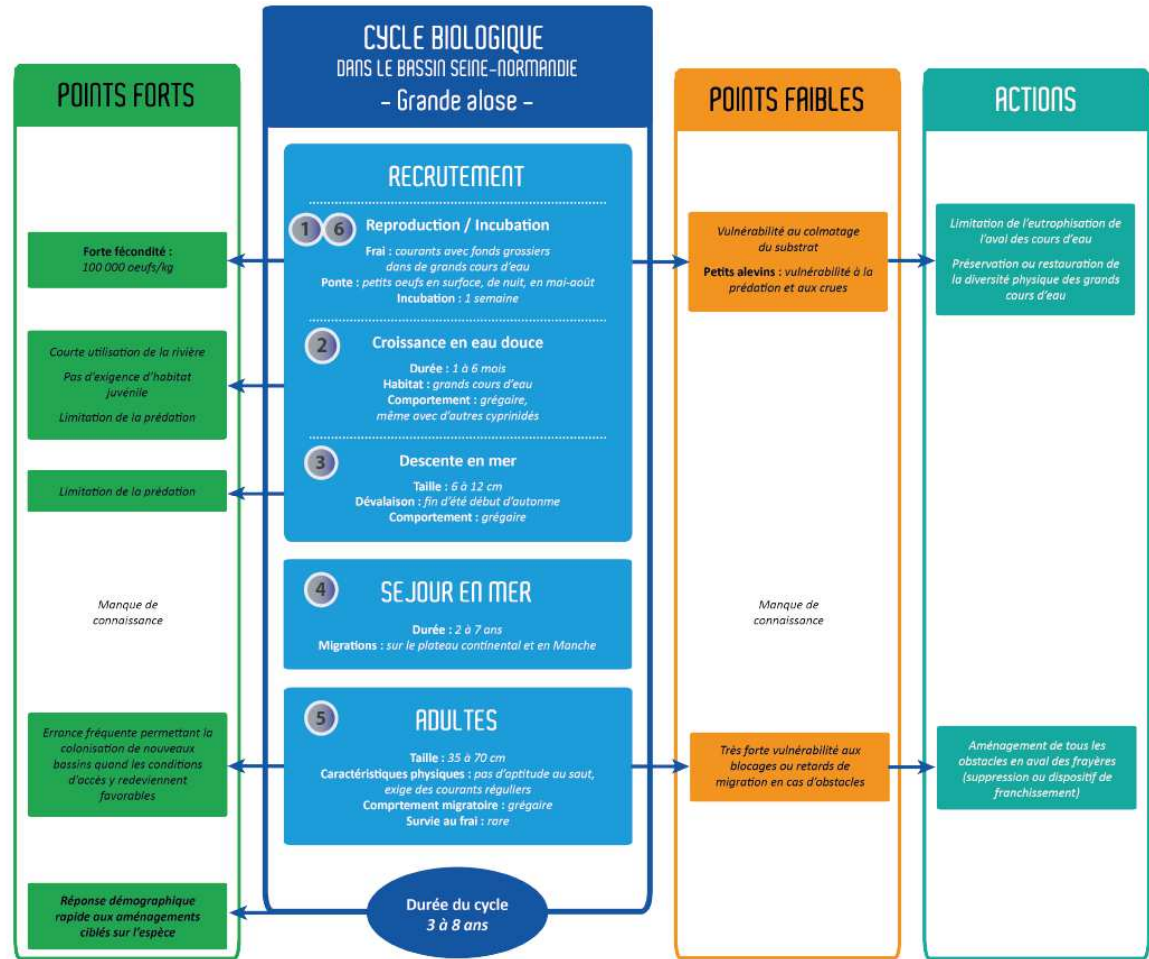 CYCLE BIOLOGIQUE
DANS LE BASSIN SEINE-NORMANDIE
- Grande alose -
POINTS FORTS
Forte fécondité :
100 000 oeufs/kg
Courte utilisation de la rivière
Pas d'exigence d'habitat
juvénile
Limitation de la prédation
Limitation de la prédation
Manque de
connaissance
Errance fréquente permettant la
colonisation de nouveaux
bassins quand les conditions
d'accès y redeviennent
favorables
Réponse démographique
rapide aux aménagements
ciblés sur l'espèce
RECRUTEMENT
1 6 Reproduction / Incubation
Frai : courants avec fonds grossiers
dans de grands cours d'eau
Ponte : petits oeufs en surface, de nuit, en mai-août
Incubation : 1 semaine
2 Croissance en eau douce
Durée : 1 à 6 mois
Habitat : grands cours d'eau
Comportement : grégaire,
même avec d'autres cyprinidés
3 Descente en mer
Taille : 6 à 12 cm
Dévalaison : fin d'été début d'automne
Comportement : grégaire
4 SEJOUR EN MER
Durée : 2 à 7 ans
Migrations : sur le plateau continental et en Manche
5 ADULTES
Taille : 35 à 70 cm
Caractéristiques physiques : pas d'aptitude au saut,
exige des courants réguliers
Comprtement migratoire : grégaire
Survie au frai : rare
Durée du cycle
3 à 8 ans
POINTS FAIBLES
Vulnérabilité au colmatage
du substrat
Petits alevins : vulnérabilité à la
prédation et aux crues
Manque de
connaissance
Très forte vulnérabilité aux
blocages ou retards de
migration en cas d'obstacles
ACTIONS
Limitation de l'eutrophisation de
l'aval des cours d'eau
Préservation ou restauration de
la diversité physique des grands
cours d'eau
Aménagement de tous les
obstacles en aval des frayères
(suppression ou dispositif de
franchissement)